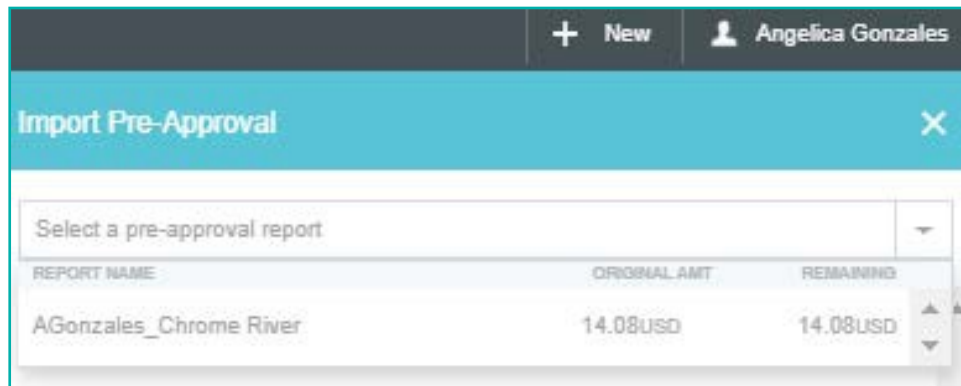 + New Angelica Gonzales
Import Pre-Approval
Select a pre-approval report
REPORT NAME ORIGINAL AMT REMAINING
AGonzales_Chrome River 14.08USD 14.08USD